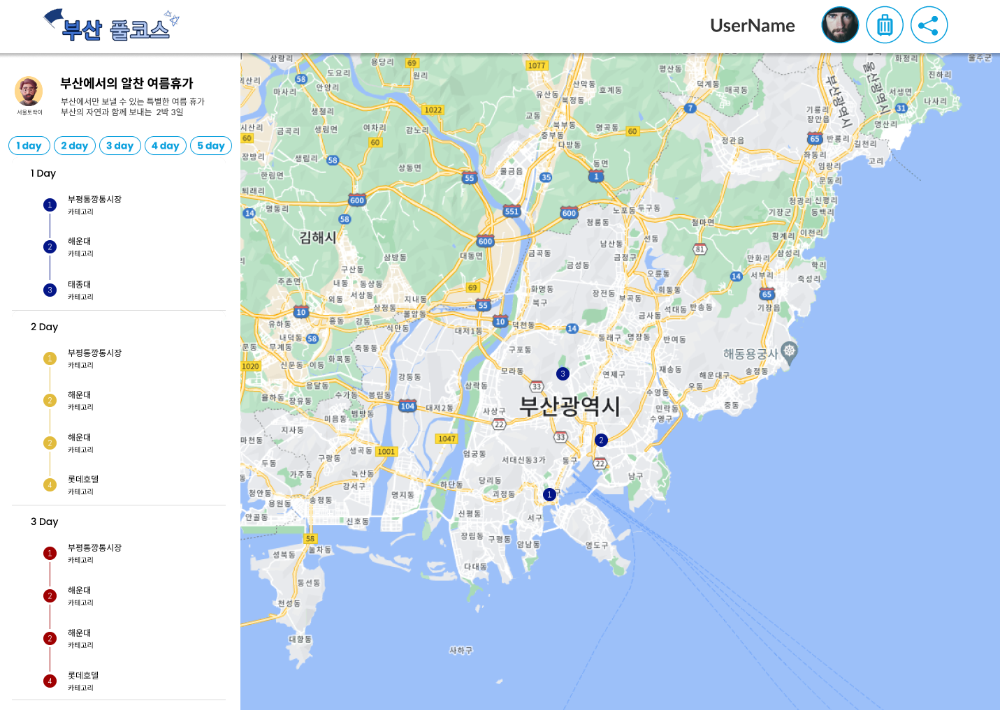 부산 풀코스
UserName
부산에서의 알찬 여름휴가
부산에서만 보낼 수 있는 특별한 여름 휴가
부산의 자연과 함께 보내는 2박 3일
서울토박이
1 day
2 day
3 day
4 day
5 day
1 Day
1
부평통깡통시장
카테고리
2
해운대
카테고리
3
태종대
카테고리
2 Day
1
부평통깡통시장
카테고리
2
해운대
카테고리
2
해운대
카테고리
4
롯데호델
카테고리
3 Day
1
부평통깡통시장
카테고리
2
해운대
카테고리
2
해운대
카테고리
4
롯데호델
카테고리
삼랑리
용당리
69
1077
화정리
울주군
도요리
원리
산막동
평산동
진하리
58
마사리
안양리
유산동
호계동
덕계동
매곡동
서생면
북정동
나사리
생젤리
1022
교동
7
기룡리
31
장안읍
시산리
금곡리
생림면
여차리
감노리
북부동
명곡동
60
명산리
60
60
중부동
정관읍
65
반룡리
다방동
길천리
장방리
생림리
58
상동면
동면
좌동리
고리
한림면
55
물금읍
35
1
임랑리
문동리
퇴래리
600
정관리
신평리
14
명동리
551
600
노포동
두구동
기장군
동백리
58
청룡동
철마면
이천리
김해시
600
남산동
선동
81
횡계리
삼방동
대동면
금곡동
금정구
만화리
삼성리
구산동
금성동
오륜동
14
학리
서부리
주촌면
내동
동상동
69
화명동
회동동
죽성리
외동
서상동
지내동
북구
장전동
부곡동
65
10
삼정동
불암동
55
석대동
반송동
기장읍
유하동
홍동
강동
식만동
10
덕천동
14
금사동
내덕동
58
대저1동
동래구
명장동
반여동
무계동
죽동동
구포동
해동용궁사
1020
신문동
이동
화목동
강동동
모라동
3
연제구
재송동
해운대구
송정동
응달동
삼락동
33
우동
율하동
장유동
수가동
봉림동
수영동
중동
104
대저2동
사상구
부산광역시
민락동
범방동
수영구
미음동
22
지사동
마천동
1047
33
2
생곡동
1001
엄궁동
서대신동3가
동구
22
두동
구랑동
녹산동
가주동
강서구
하단동
당리동
남구
청안동
송정동
명지동
괴정동
1
용원동
안골동
신호동
신평동
서구
58
장림동
구평동
암남동
영도구
성북동
눌차동
다대동
동선동
천성동
대항동
사하구
부산광역시
울산광역시